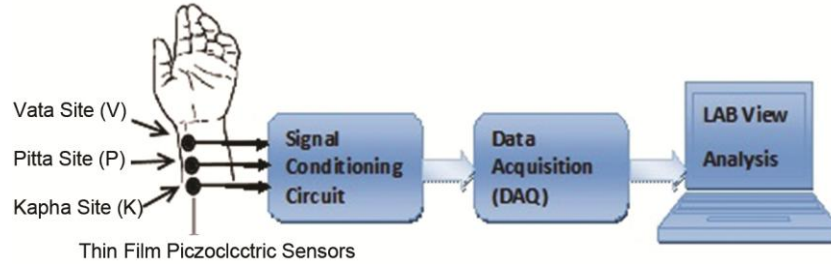 Vata Site (V)
Pitta Site (P)
Kapha Site (K)
Thin Film Piczoclcctric Sensors
Signal
Conditioning
Circuit
Data
Acquisition
(DAQ)
LAB View
Analysis